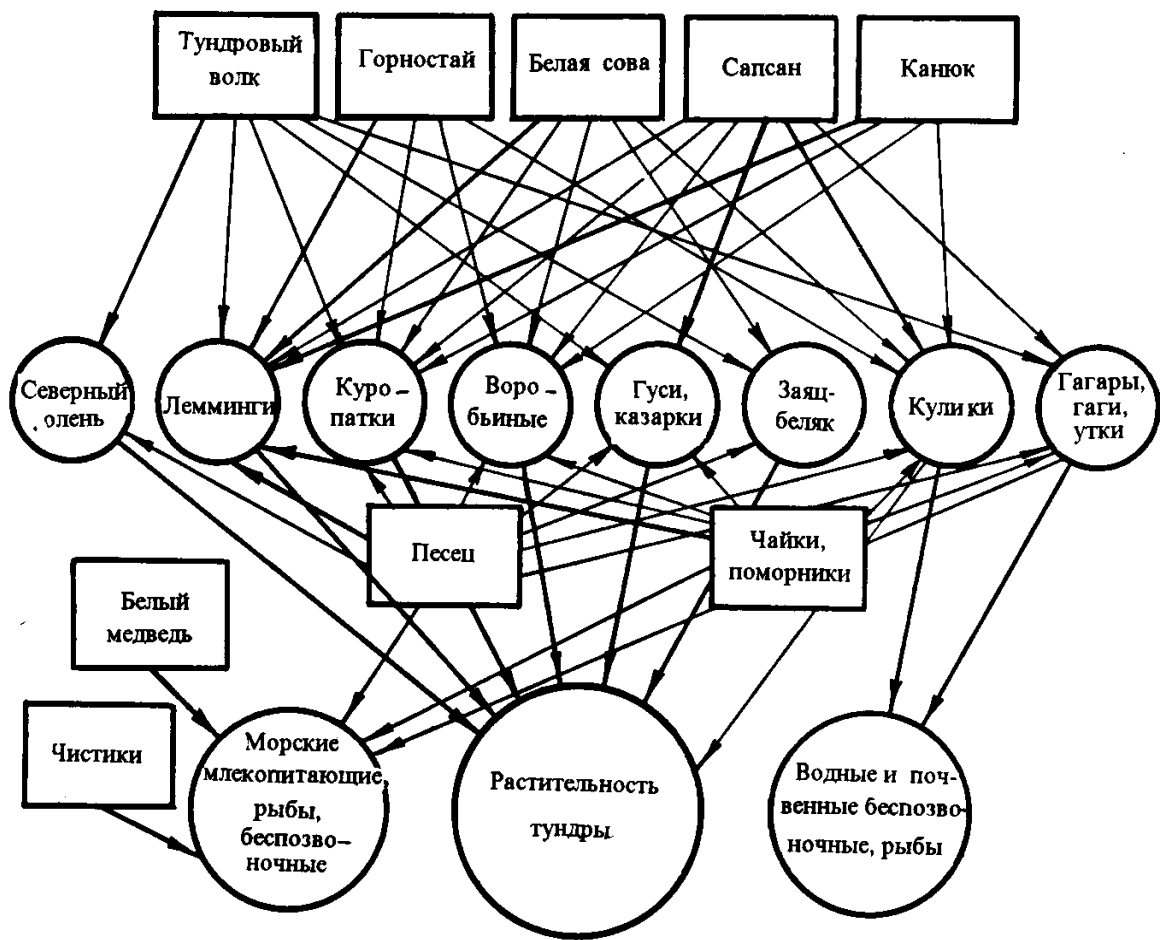 Тундровый
волк
Горностай
Белая сова
Сапсан
Канюк
Северный
олень
Лемминги
Куро-
патки
Воро-
бьиные
Гуси,
казарки
Заяц-
беляк
Кулики
Гагары,
гаги,
утки
Песец
Чайки,
поморники
Белый
медведь
Чистики
Морские
млекопитающие,
рыбы,
беспозво-
ночные
Растительность
тундры
Водные и поч-
венные беспозво-
ночные, рыбы